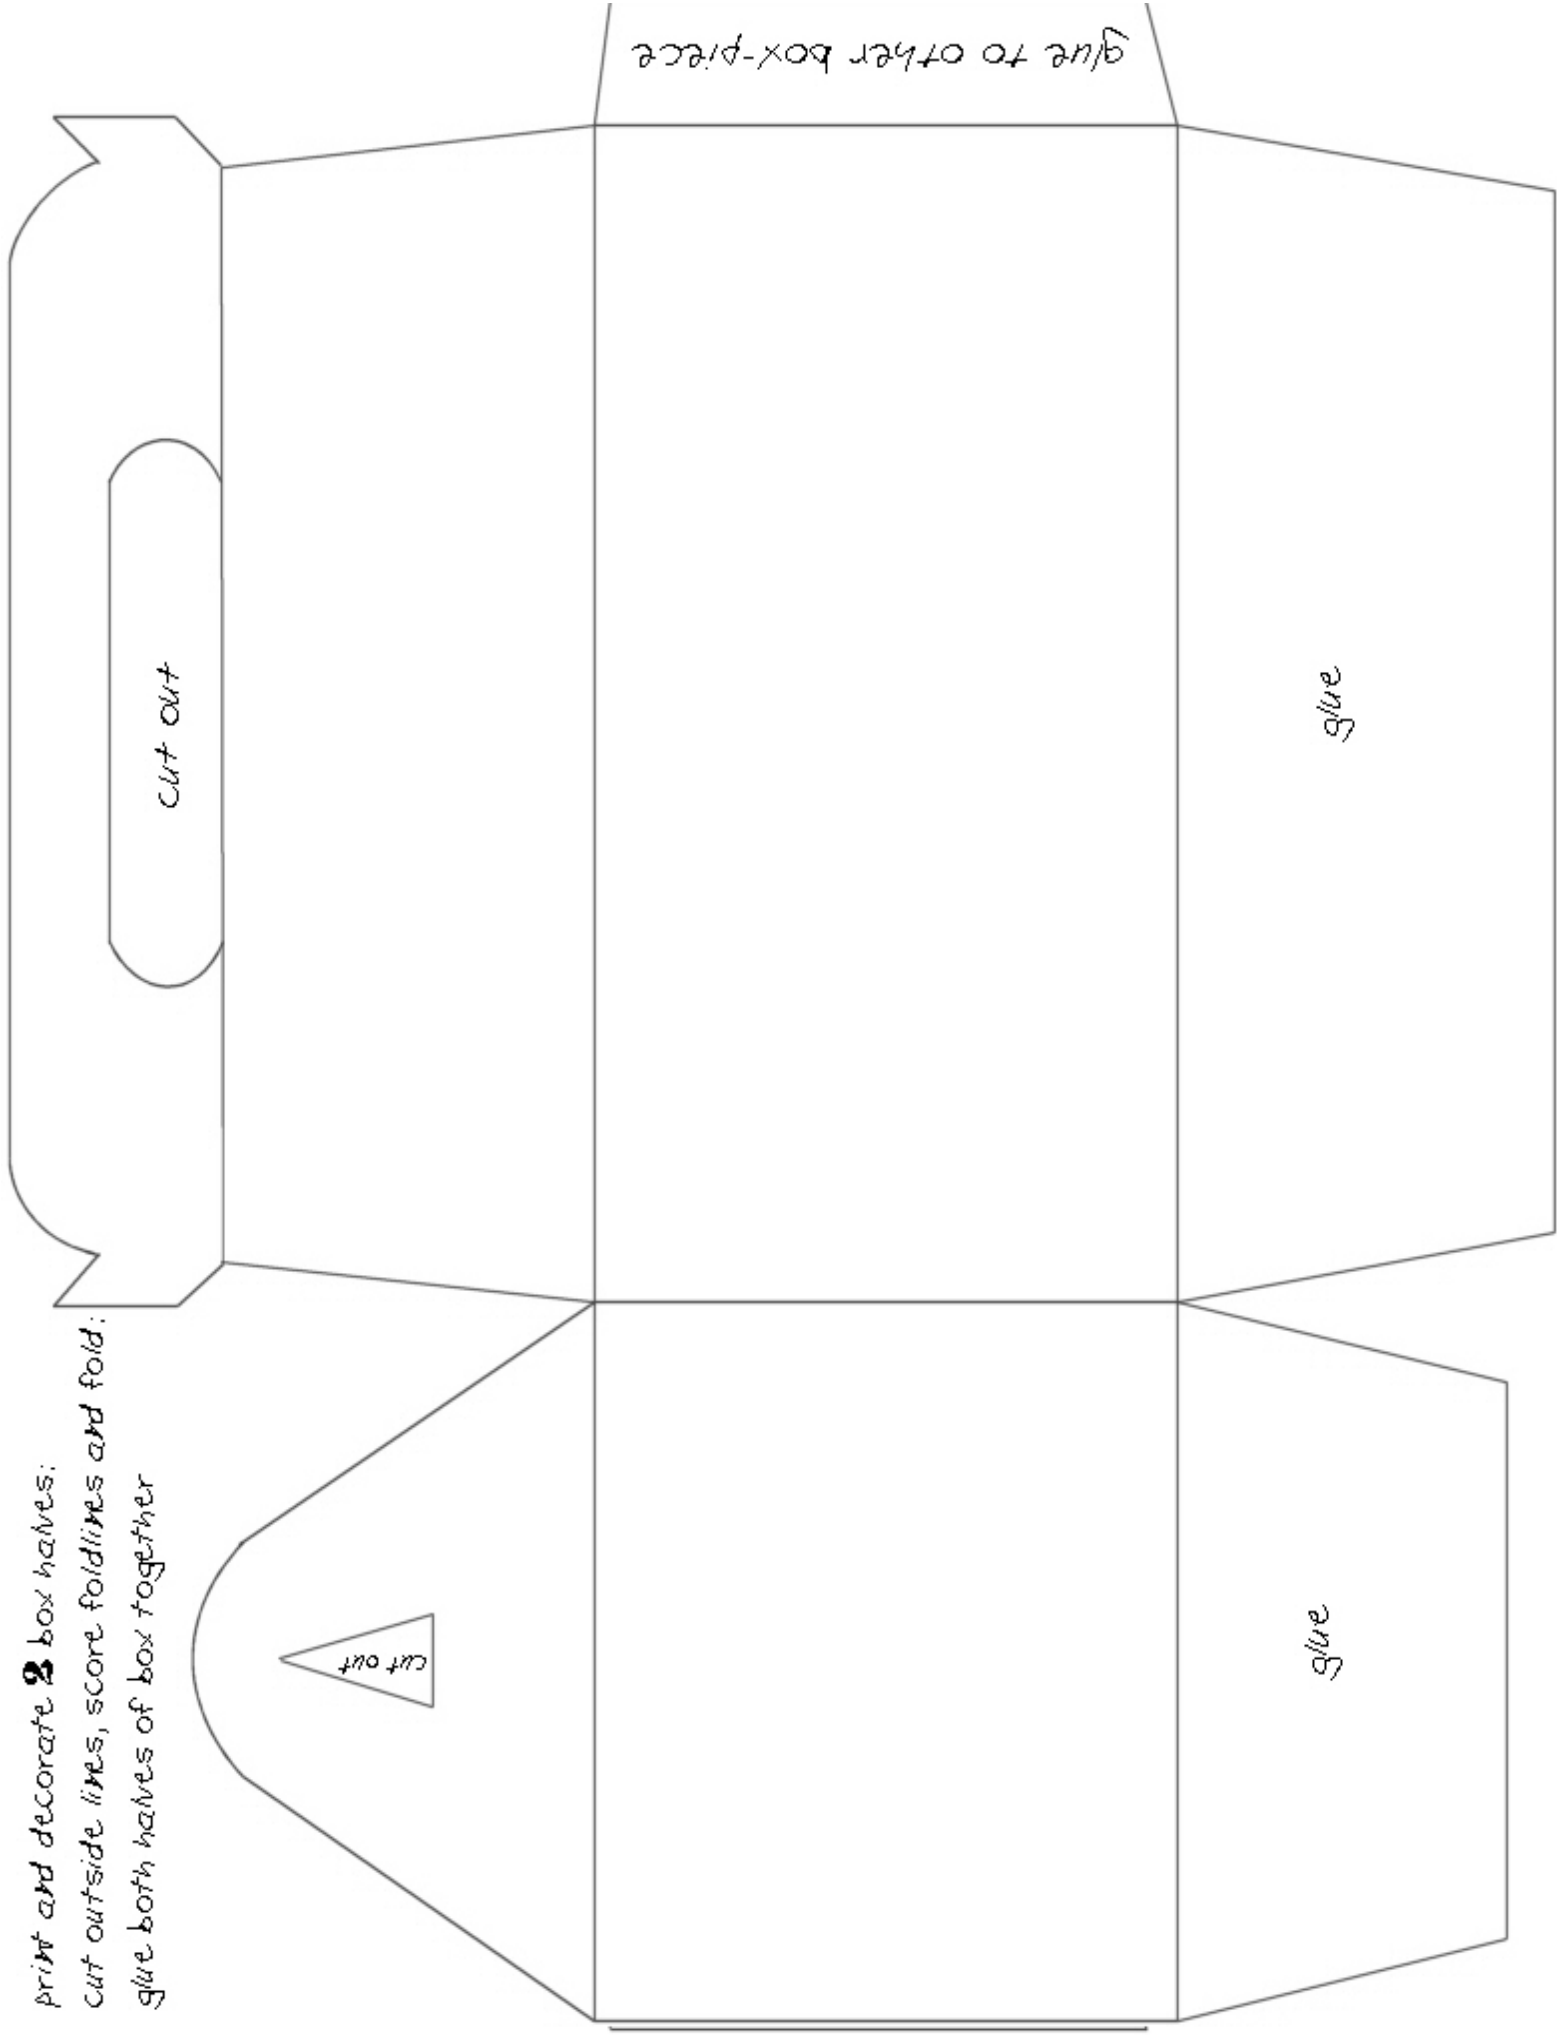 print and decorate 2 box halves:
cut outside lines, score foldlines and fold:
glue both halves of box together
cut out
cut out
glue to other box-piece
glue
glue